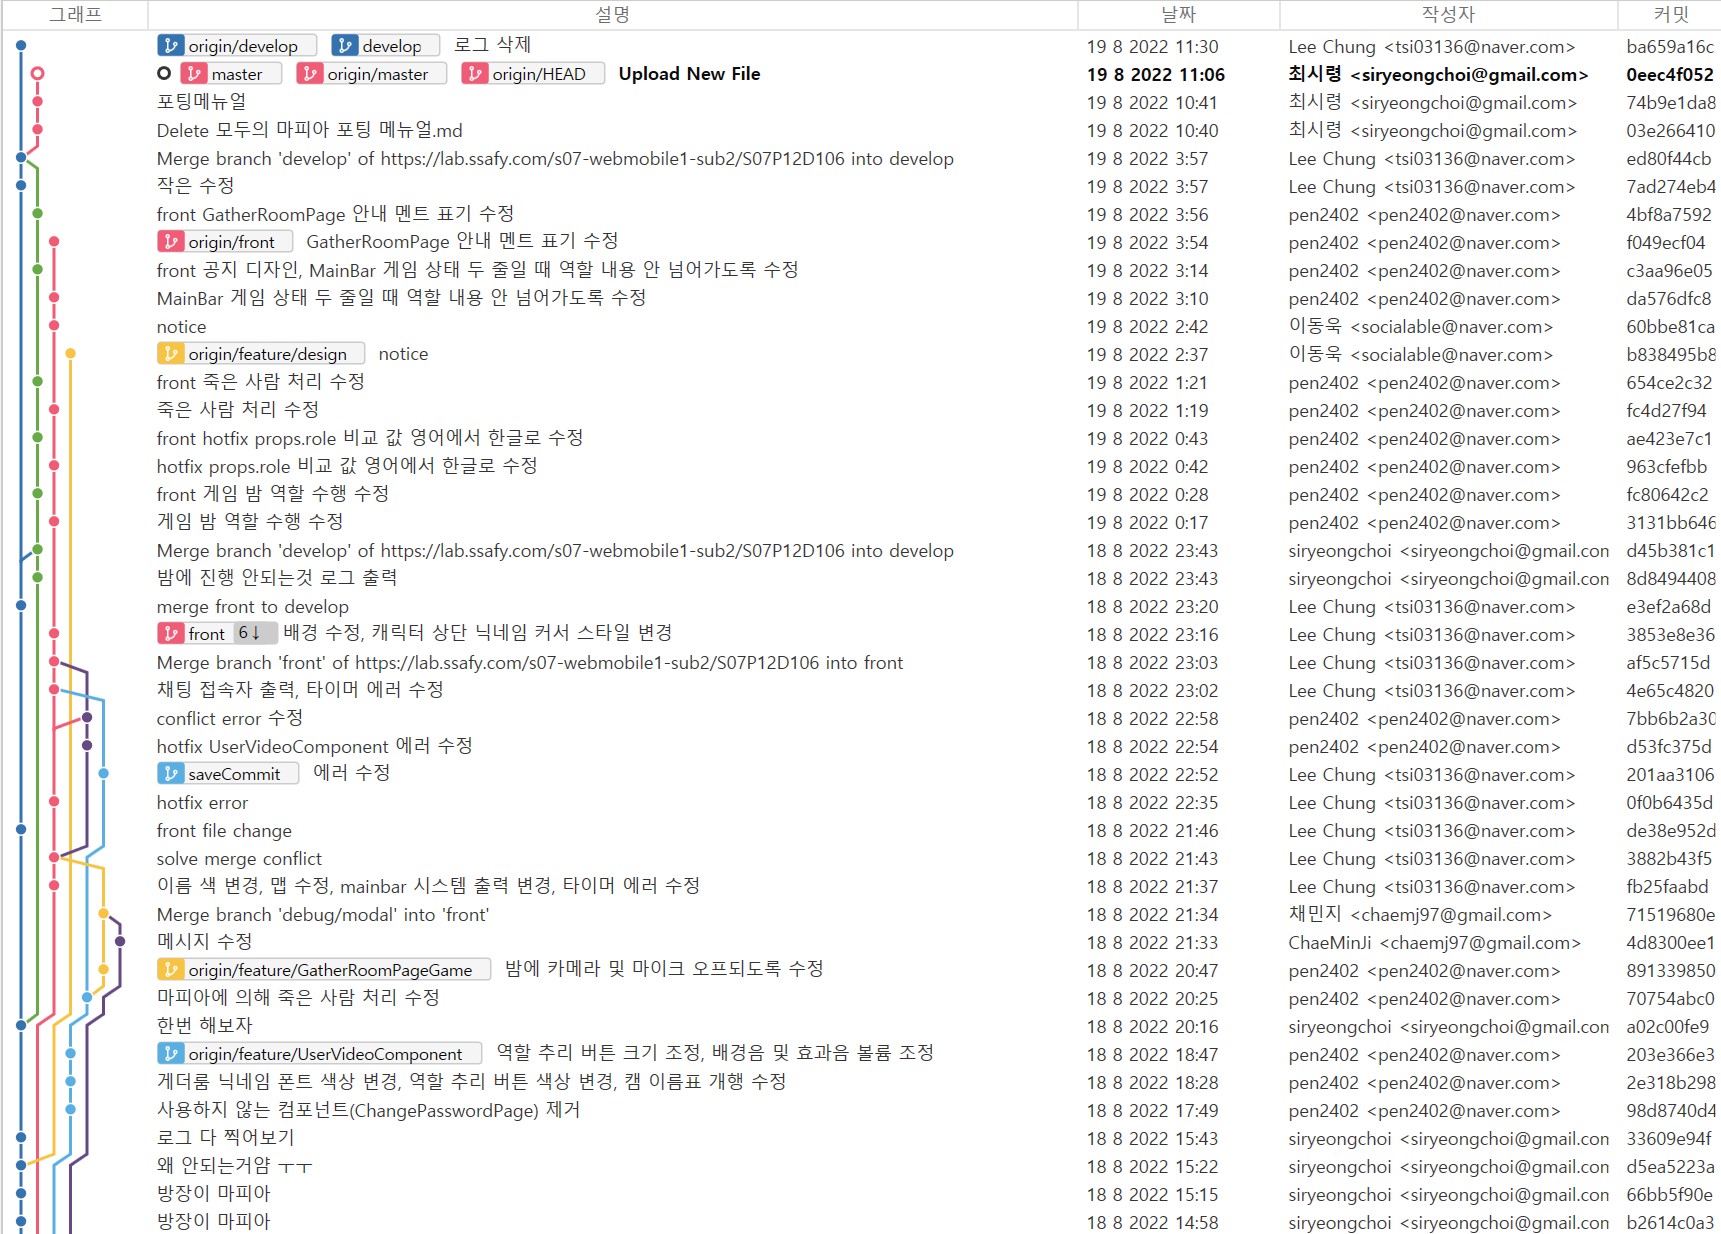 그래프 설명 날짜 작성자 커밋
origin/develop develop 로그 삭제 19 8 2022 11:30 Lee Chung <tsi03136@naver.com> ba659a16c
master origin/master origin/HEAD Upload New File 19 8 2022 11:06 최시령 <siryeongchoi@gmail.com> 0eec4f052
포팅메뉴얼 19 8 2022 10:41 최시령 <siryeongchoi@gmail.com> 74b9e1da8
Delete 모두의 마피아 포팅 메뉴얼.md 19 8 2022 10:40 최시령 <siryeongchoi@gmail.com> 03e266410
Merge branch 'develop' of https://lab.ssafy.com/s07-webmobile1-sub2/S07P12D106 into develop 19 8 2022 3:57 Lee Chung <tsi03136@naver.com> ed80f44cb
작은 수정 19 8 2022 3:57 Lee Chung <tsi03136@naver.com> 7ad274eb4
front GatherRoomPage 안내 멘트 표기 수정 19 8 2022 3:56 pen2402 <pen2402@naver.com> 4bf8a7592
origin/front GatherRoomPage 안내 멘트 표기 수정 19 8 2022 3:54 pen2402 <pen2402@naver.com> f049ecf04
front 공지 디자인, MainBar 게임 상태 두 줄일 때 역할 내용 안 넘어가도록 수정 19 8 2022 3:14 pen2402 <pen2402@naver.com> c3aa96e05
MainBar 게임 상태 두 줄일 때 역할 내용 안 넘어가도록 수정 19 8 2022 3:10 pen2402 <pen2402@naver.com> da576dfc8
notice 19 8 2022 2:42 이동욱 <socialable@naver.com> 60bbe81ca
origin/feature/design notice 19 8 2022 2:37 이동욱 <socialable@naver.com> b838495b8
front 죽은 사람 처리 수정 19 8 2022 1:21 pen2402 <pen2402@naver.com> 654ce2c32
죽은 사람 처리 수정 19 8 2022 1:19 pen2402 <pen2402@naver.com> fc4d27f94
front hotfix props.role 비교 값 영어에서 한글로 수정 19 8 2022 0:43 pen2402 <pen2402@naver.com> ae423e7c1
hotfix props.role 비교 값 영어에서 한글로 수정 19 8 2022 0:42 pen2402 <pen2402@naver.com> 963cfefbb
front 게임 밤 역할 수행 수정 19 8 2022 0:28 pen2402 <pen2402@naver.com> fc80642c2
게임 밤 역할 수행 수정 19 8 2022 0:17 pen2402 <pen2402@naver.com> 3131bb646
Merge branch 'develop' of https://lab.ssafy.com/s07-webmobile1-sub2/S07P12D106 into develop 18 8 2022 23:43 siryeongchoi <siryeongchoi@gmail.con d45b381c1
밤에 진행 안되는것 로그 출력 18 8 2022 23:43 siryeongchoi <siryeongchoi@gmail.con 8d8494408
merge front to develop 18 8 2022 23:20 Lee Chung <tsi03136@naver.com> e3ef2a68d
front 6↓ 배경 수정, 캐릭터 상단 닉네임 커서 스타일 변경 18 8 2022 23:16 Lee Chung <tsi03136@naver.com> 3853e8e36
Merge branch 'front' of https://lab.ssafy.com/s07-webmobile1-sub2/S07P12D106 into front 18 8 2022 23:03 Lee Chung <tsi03136@naver.com> af5c5715d
채팅 접속자 출력, 타이머 에러 수정 18 8 2022 23:02 Lee Chung <tsi03136@naver.com> 4e65c4820
conflict error 수정 18 8 2022 22:58 pen2402 <pen2402@naver.com> 7bb6b2a30
hotfix UserVideoComponent 에러 수정 18 8 2022 22:54 pen2402 <pen2402@naver.com> d53fc375d
saveCommit 에러 수정 18 8 2022 22:52 Lee Chung <tsi03136@naver.com> 201aa3106
hotfix error 18 8 2022 22:35 Lee Chung <tsi03136@naver.com> 0f0b6435d
front file change 18 8 2022 21:46 Lee Chung <tsi03136@naver.com> de38e952d
solve merge conflict 18 8 2022 21:43 Lee Chung <tsi03136@naver.com> 3882b43f5
이름 색 변경, 맵 수정, mainbar 시스템 출력 변경, 타이머 에러 수정 18 8 2022 21:37 Lee Chung <tsi03136@naver.com> fb25faabd
Merge branch 'debug/modal' into 'front' 18 8 2022 21:34 채민지 <chaemj97@gmail.com> 71519680e
메시지 수정 18 8 2022 21:33 ChaeMinJi <chaemj97@gmail.com> 4d8300ee1
origin/feature/GatherRoomPageGame 밤에 카메라 및 마이크 오프되도록 수정 18 8 2022 20:47 pen2402 <pen2402@naver.com> 891339850
마피아에 의해 죽은 사람 처리 수정 18 8 2022 20:25 pen2402 <pen2402@naver.com> 70754abc0
한번 해보자 18 8 2022 20:16 siryeongchoi <siryeongchoi@gmail.con a02c00fe9
origin/feature/UserVideoComponent 역할 추리 버튼 크기 조정, 배경음 및 효과음 볼륨 조정 18 8 2022 18:47 pen2402 <pen2402@naver.com> 203e366e3
게더룸 닉네임 폰트 색상 변경, 역할 추리 버튼 색상 변경, 캠 이름표 개행 수정 18 8 2022 18:28 pen2402 <pen2402@naver.com> 2e318b298
사용하지 않는 컴포넌트(ChangePasswordPage) 제거 18 8 2022 17:49 pen2402 <pen2402@naver.com> 98d8740d4
로그 다 찍어보기 18 8 2022 15:43 siryeongchoi <siryeongchoi@gmail.con 33609e94f
왜 안되는거얌 ㅜㅜ 18 8 2022 15:22 siryeongchoi <siryeongchoi@gmail.con d5ea5223a
방장이 마피아 18 8 2022 15:15 siryeongchoi <siryeongchoi@gmail.con 66bb5f90e
방장이 마피아 18 8 2022 14:58 siryeongchoi <siryeongchoi@gmail.con b2614c0a3